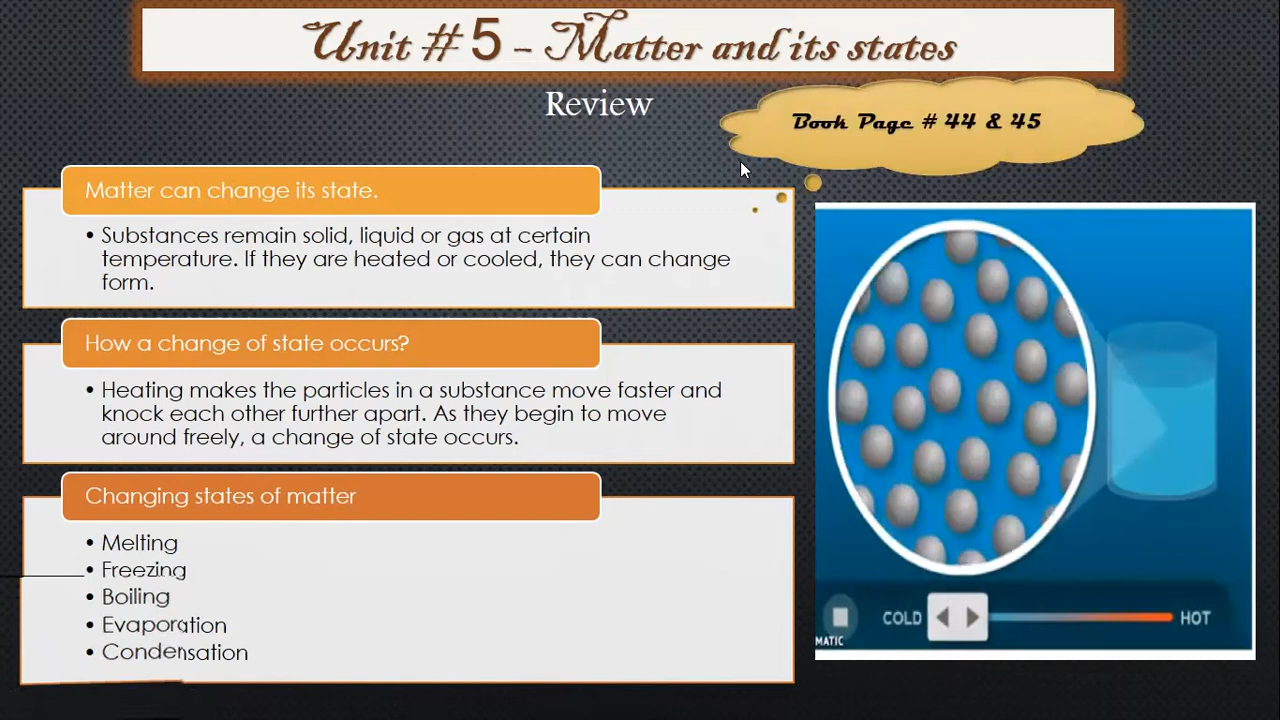 Unit # 5 - Matter and its states
Review
Book Page # 44 & 45
Matter can change its state.
• Substances remain solid, liquid or gas at certain
temperature. If they are heated or cooled, they can change
form.
How a change of state occurs?
• Heating makes the particles in a substance move faster and
knock each other further apart. As they begin to move
around freely, a change of state occurs.
Changing states of matter
• Melting
• Freezing
• Boiling
• Evaporation
• Condensation
MATIC
COLD
HOT